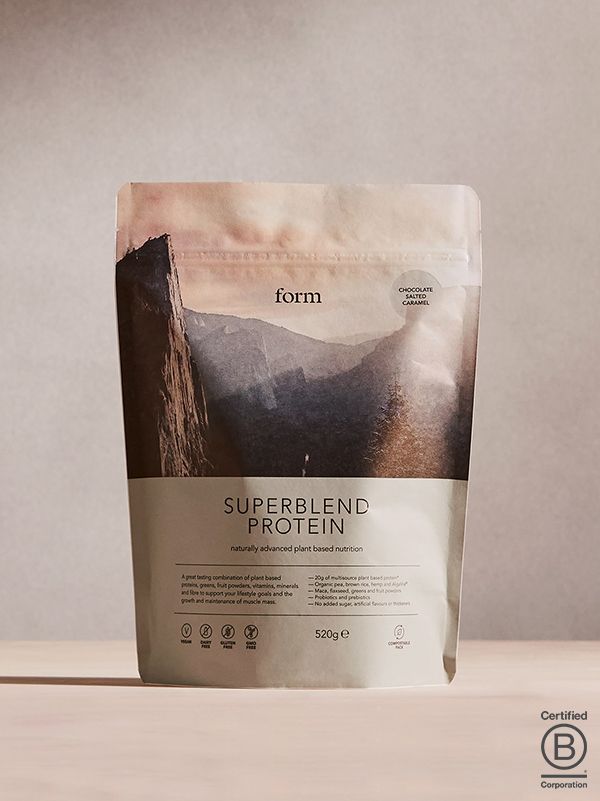 form
CHOCOLATE
SALTED
CARAMEL
SUPERBLEND
PROTEIN
naturally advanced plant based nutrition
A great tasting combination of plant based
proteins, greens, fruit powders, vitamins, minerals
and fibre to support your lifestyle goals and the
growth and maintenance of muscle mass.
— 20g of multisource plant based protein*
— Organic pea, brown rice, hemp and Algalin®
— Maca, flaxseed, greens and fruit powders
— Probiotics and prebiotics
— No added sugar, artificial flavours or thickeners
VEGAN
DAIRY
FREE
GLUTEN
FREE
GMO
FREE
520g ℮
COMPOSTABLE
PACK
Certified
B
Corporation